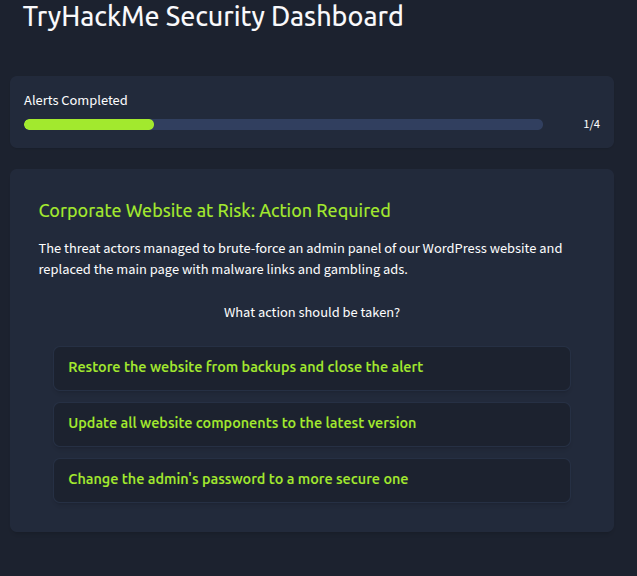 TryHackMe Security Dashboard
Alerts Completed
1/4
Corporate Website at Risk: Action Required
The threat actors managed to brute-force an admin panel of our WordPress website and
replaced the main page with malware links and gambling ads.
What action should be taken?
Restore the website from backups and close the alert
Update all website components to the latest version
Change the admin's password to a more secure one